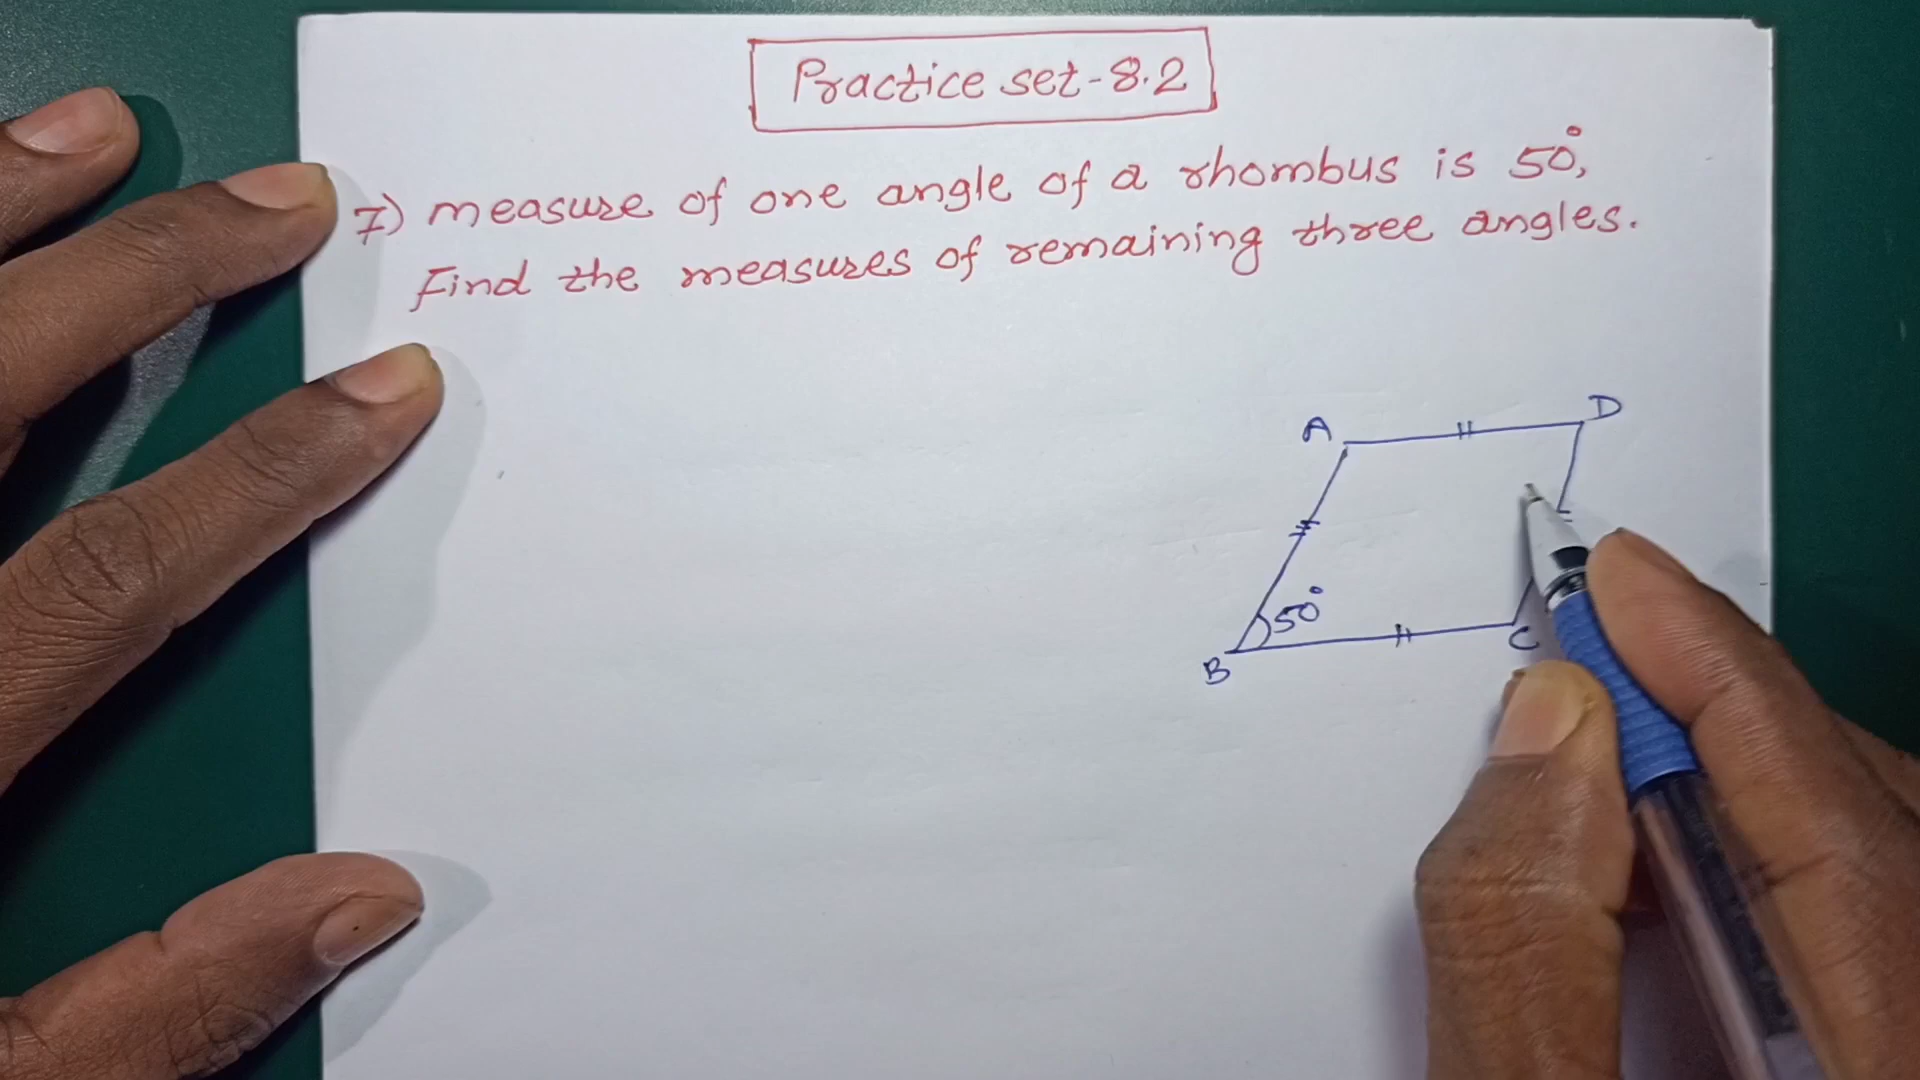 Practice set-8.2
7) measure of one angle of a rhombus is 50°,
Find the measures of remaining three angles.
A
D
50°
B
C